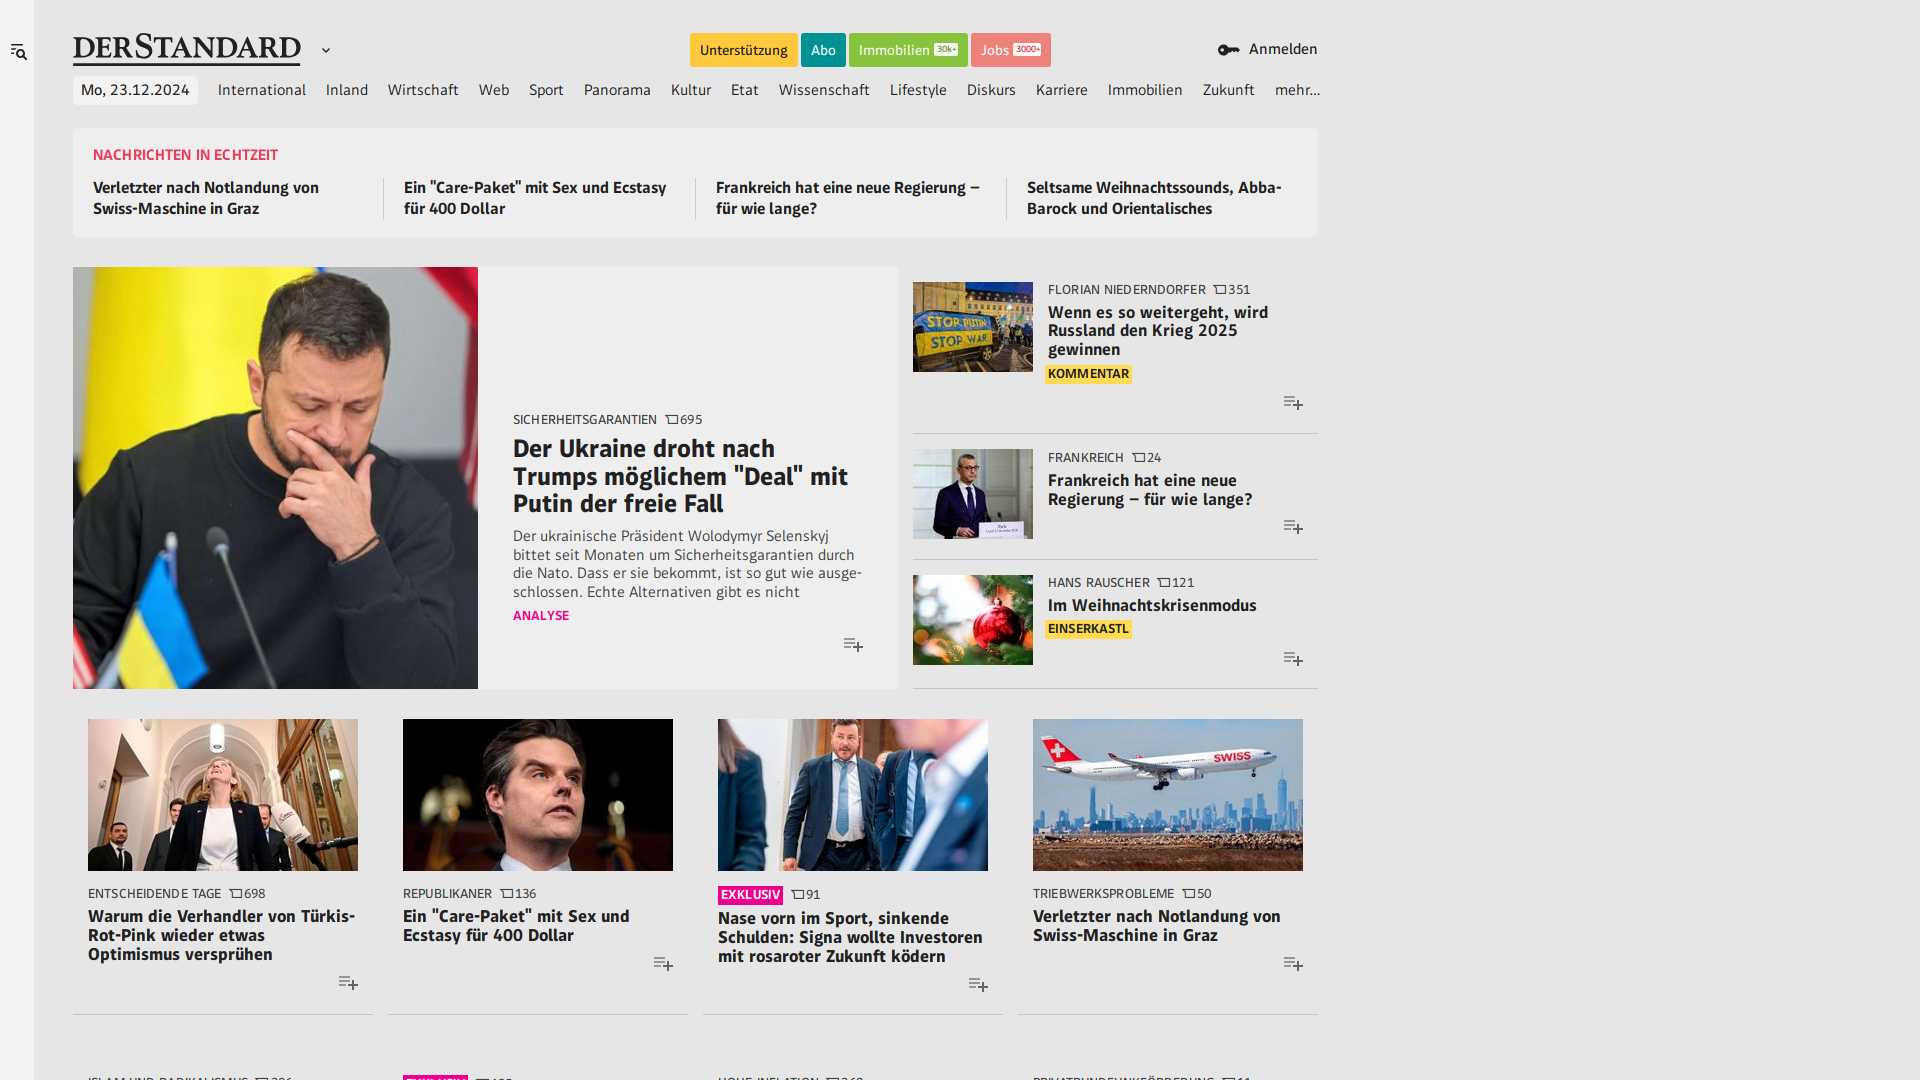 DERSTANDARD
Unterstützung
Abo
Immobilien 30k+
Jobs 3000+
Anmelden
Mo, 23.12.2024
International
Inland
Wirtschaft
Web
Sport
Panorama
Kultur
Etat
Wissenschaft
Lifestyle
Diskurs
Karriere
Immobilien
Zukunft
mehr...
NACHRICHTEN IN ECHTZEIT
Verletzter nach Notlandung von
Swiss-Maschine in Graz
Ein "Care-Paket" mit Sex und Ecstasy
für 400 Dollar
Frankreich hat eine neue Regierung –
für wie lange?
Seltsame Weihnachtssounds, Abba-
Barock und Orientalisches
SICHERHEITSGARANTIEN 695
Der Ukraine droht nach
Trumps möglichem "Deal" mit
Putin der freie Fall
Der ukrainische Präsident Wolodymyr Selenskyj
bittet seit Monaten um Sicherheitsgarantien durch
die Nato. Dass er sie bekommt, ist so gut wie ausge-
schlossen. Echte Alternativen gibt es nicht
ANALYSE
STOP PUTIN
STOP WAR
FLORIAN NIEDERNDORFER 351
Wenn es so weitergeht, wird
Russland den Krieg 2025
gewinnen
KOMMENTAR
FRANKREICH 24
Frankreich hat eine neue
Regierung – für wie lange?
HANS RAUSCHER 121
Im Weihnachtskrisenmodus
EINSERKASTL
ENTSCHEIDENDE TAGE 698
Warum die Verhandler von Türkis-
Rot-Pink wieder etwas
Optimismus versprühen
REPUBLIKANER 136
Ein "Care-Paket" mit Sex und
Ecstasy für 400 Dollar
EXKLUSIV 91
Nase vorn im Sport, sinkende
Schulden: Signa wollte Investoren
mit rosaroter Zukunft ködern
SWISS
TRIEBWERKSPROBLEME 50
Verletzter nach Notlandung von
Swiss-Maschine in Graz